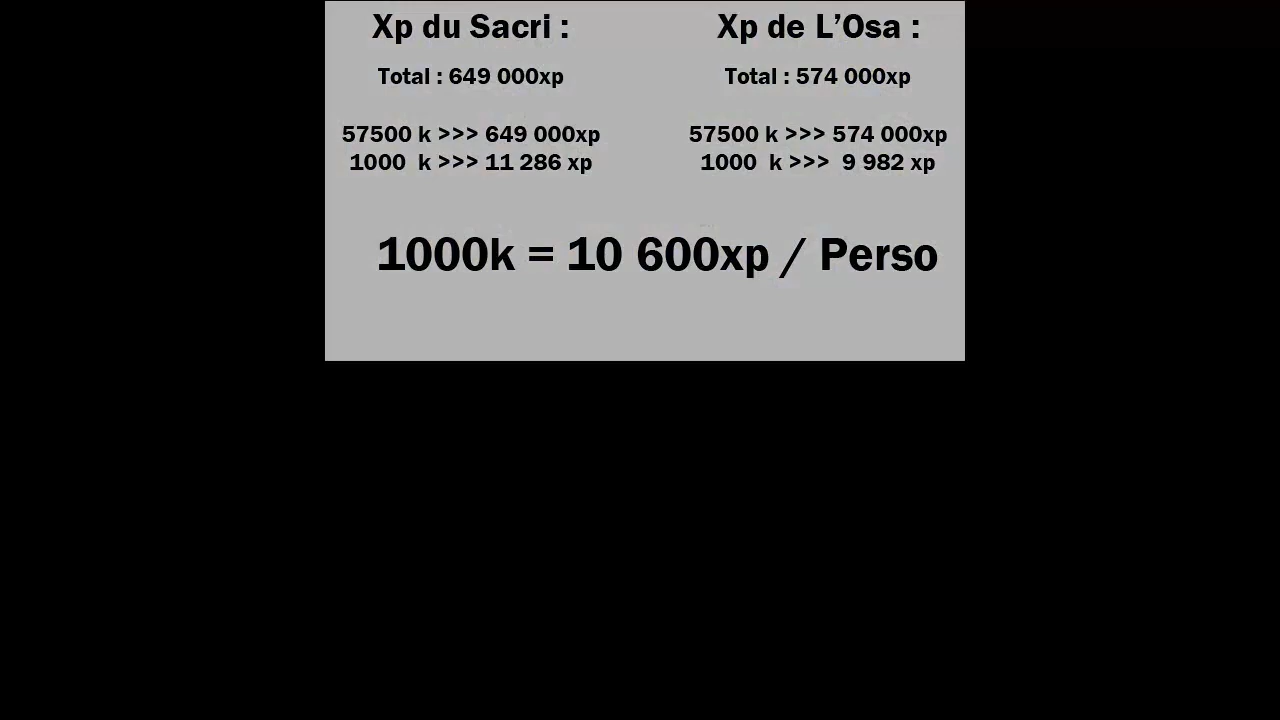 Xp du Sacri :
Total : 649 000xp
57500 k >>> 649 000xp
1000  k >>> 11 286 xp
Xp de L’Osa :
Total : 574 000xp
57500 k >>> 574 000xp
1000  k >>>  9 982 xp
1000k = 10 600xp / Perso